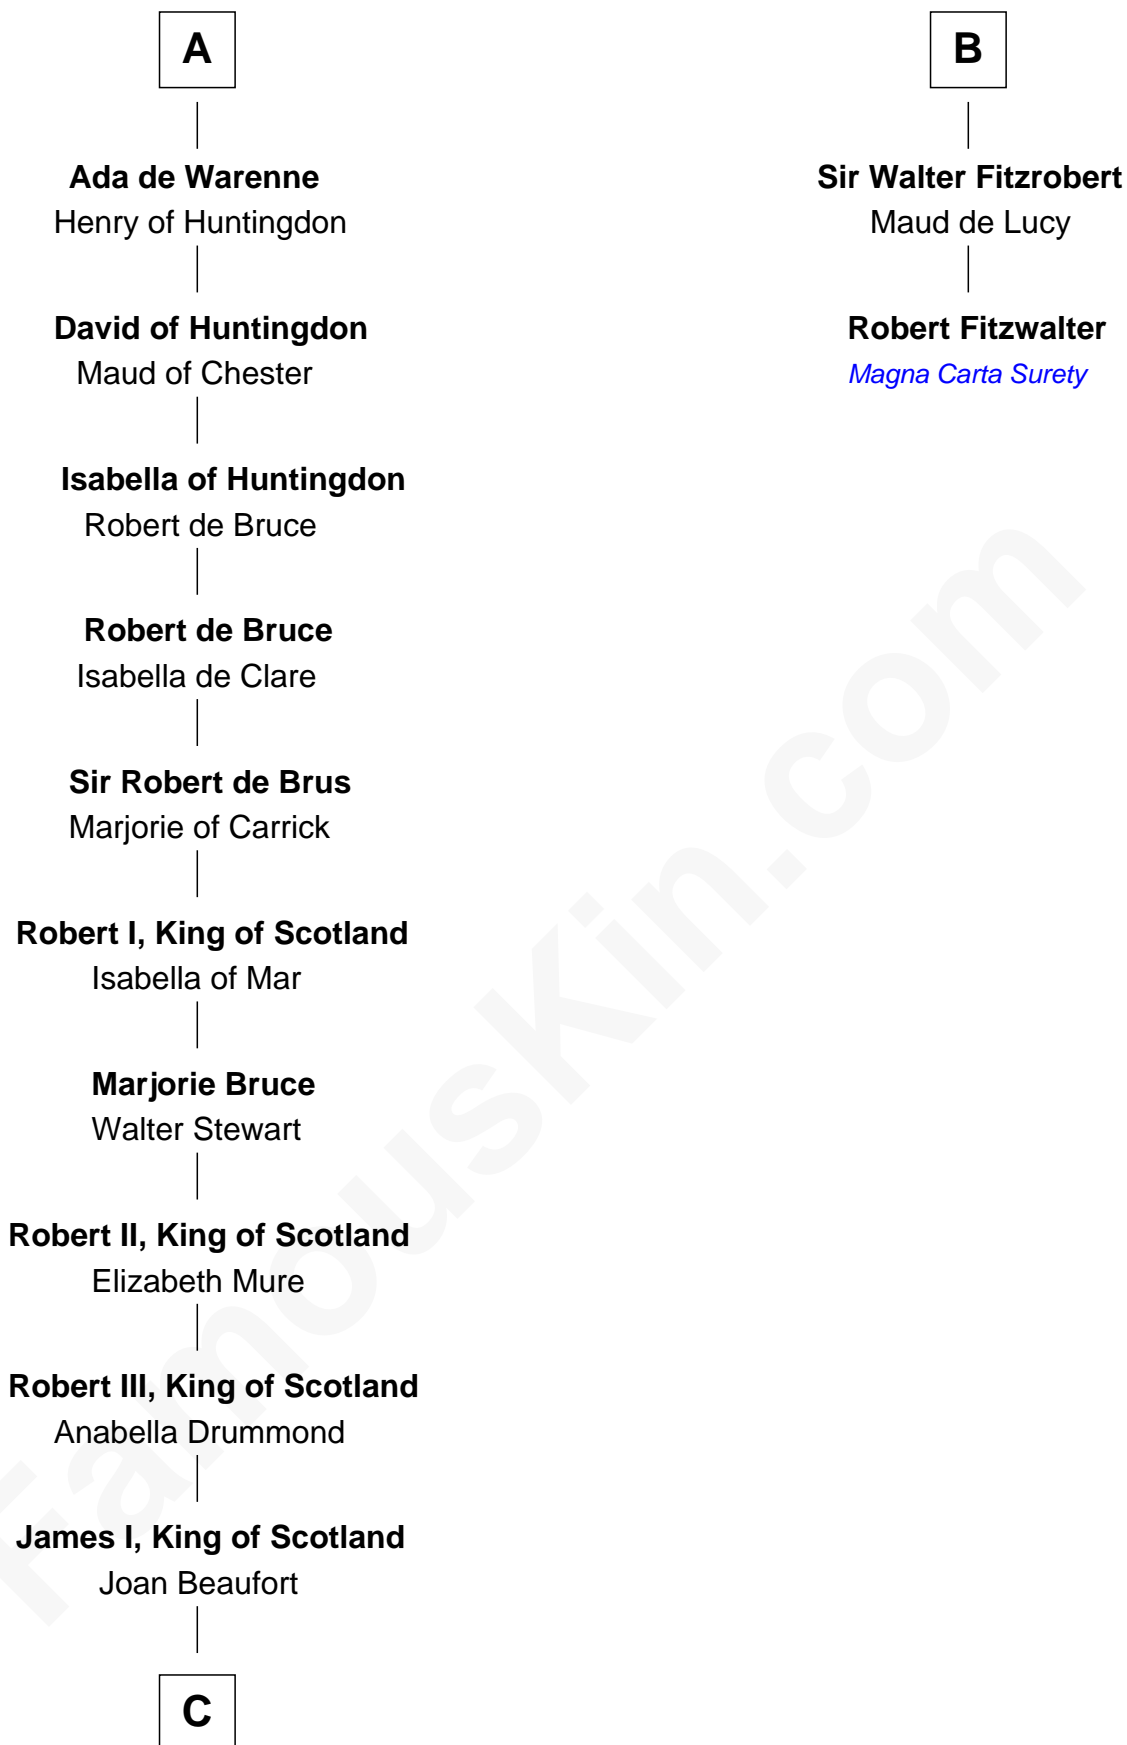 A
Ada de Warenne
Henry of Huntingdon
David of Huntingdon
Maud of Chester
Isabella of Huntingdon
Robert de Bruce
Robert de Bruce
Isabella de Clare
Sir Robert de Brus
Marjorie of Carrick
Robert I, King of Scotland
Isabella of Mar
Marjorie Bruce
Walter Stewart
Robert II, King of Scotland
Elizabeth Mure
Robert III, King of Scotland
Anabella Drummond
James I, King of Scotland
Joan Beaufort
C
B
Sir Walter Fitzrobert
Maud de Lucy
Robert Fitzwalter
Magna Carta Surety
FamousKin.com